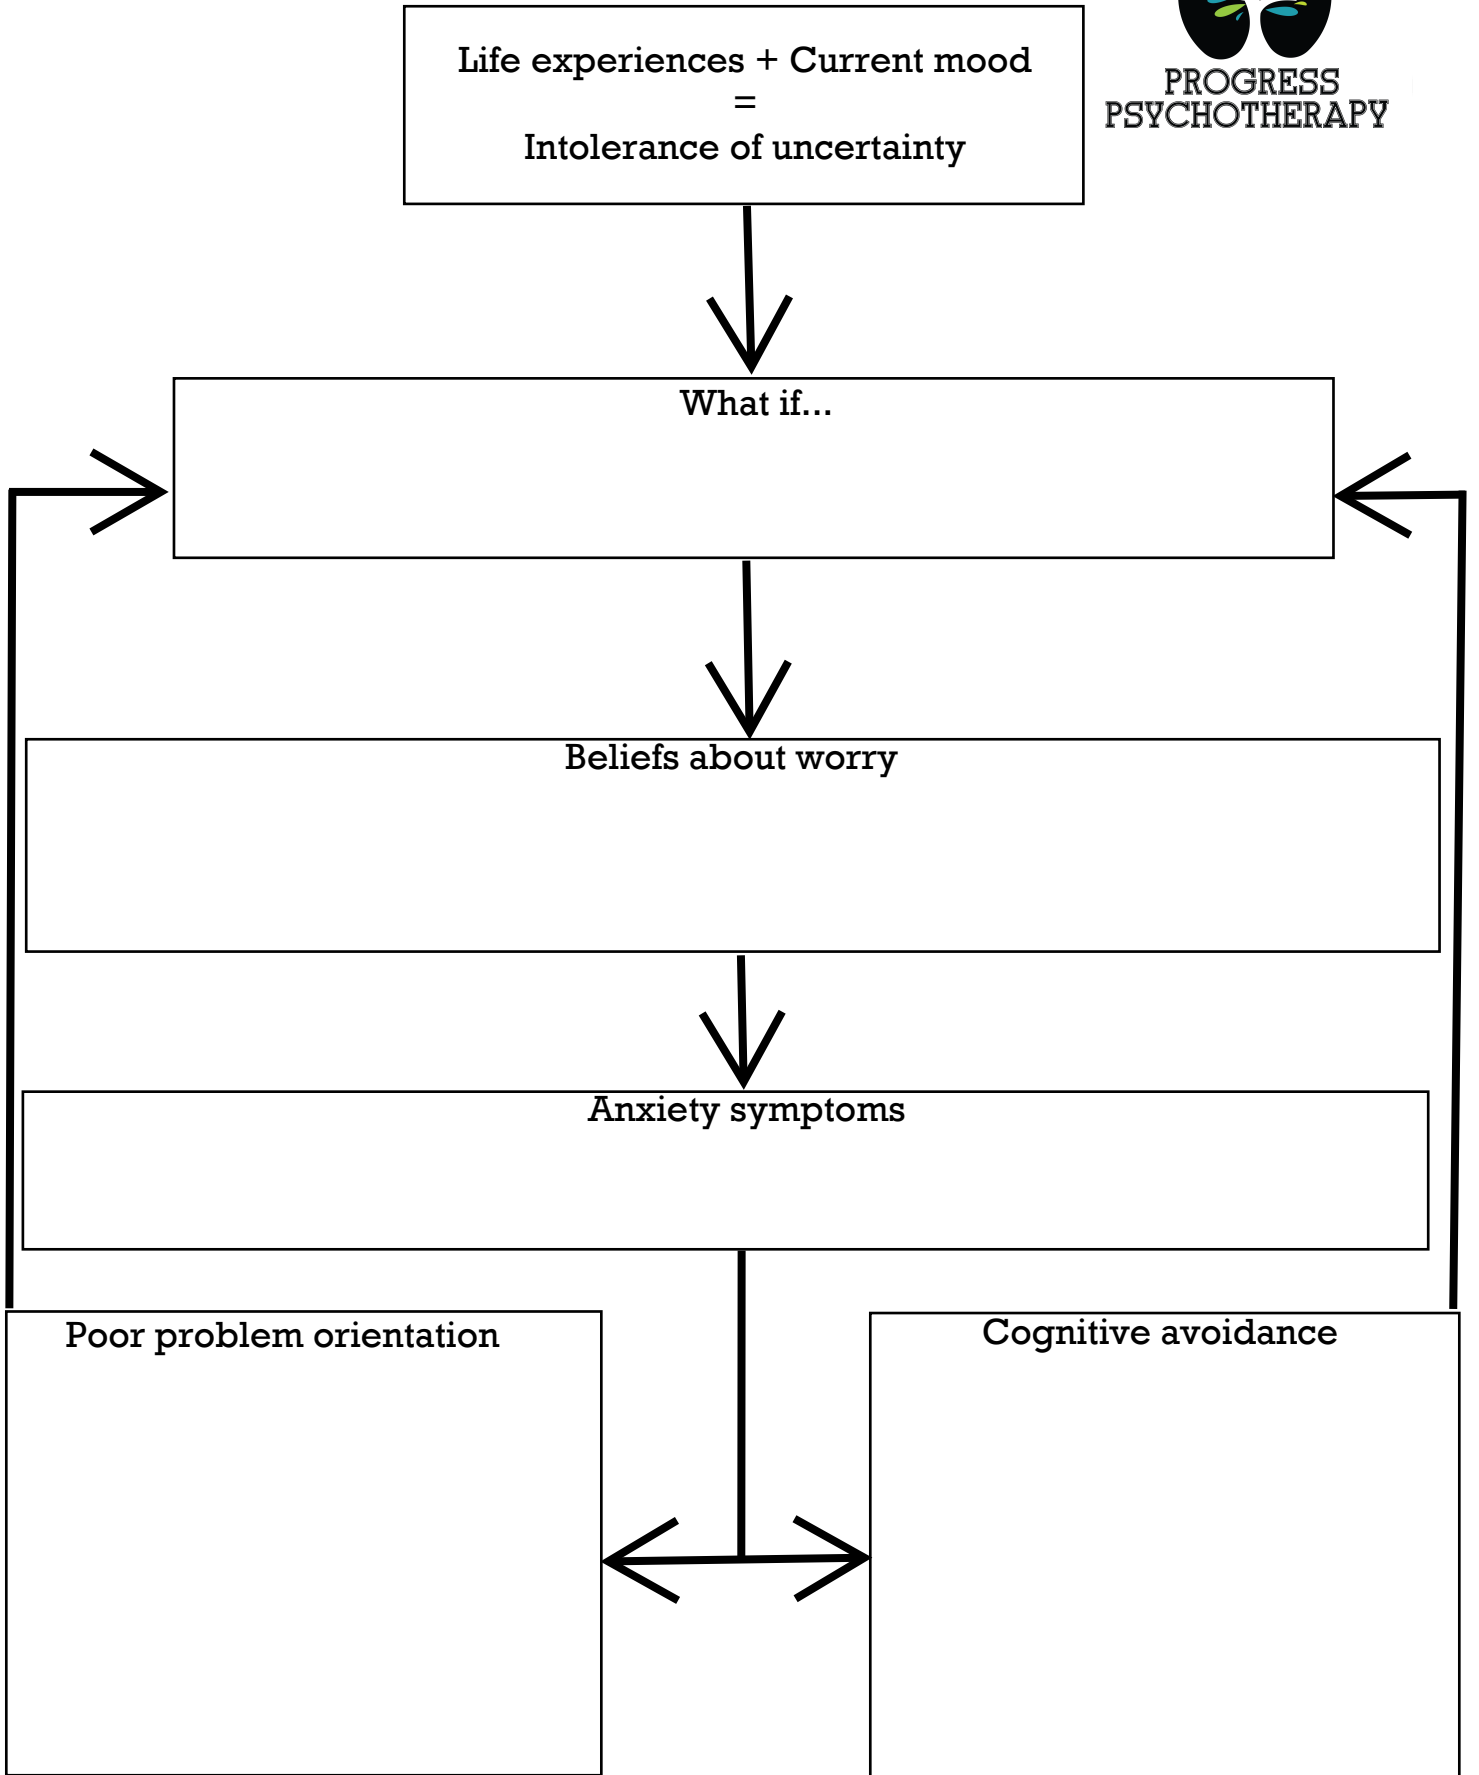 Life experiences + Current mood
=
Intolerance of uncertainty
PROGRESS
PSYCHOTHERAPY
What if...
Beliefs about worry
Anxiety symptoms
Poor problem orientation
Cognitive avoidance